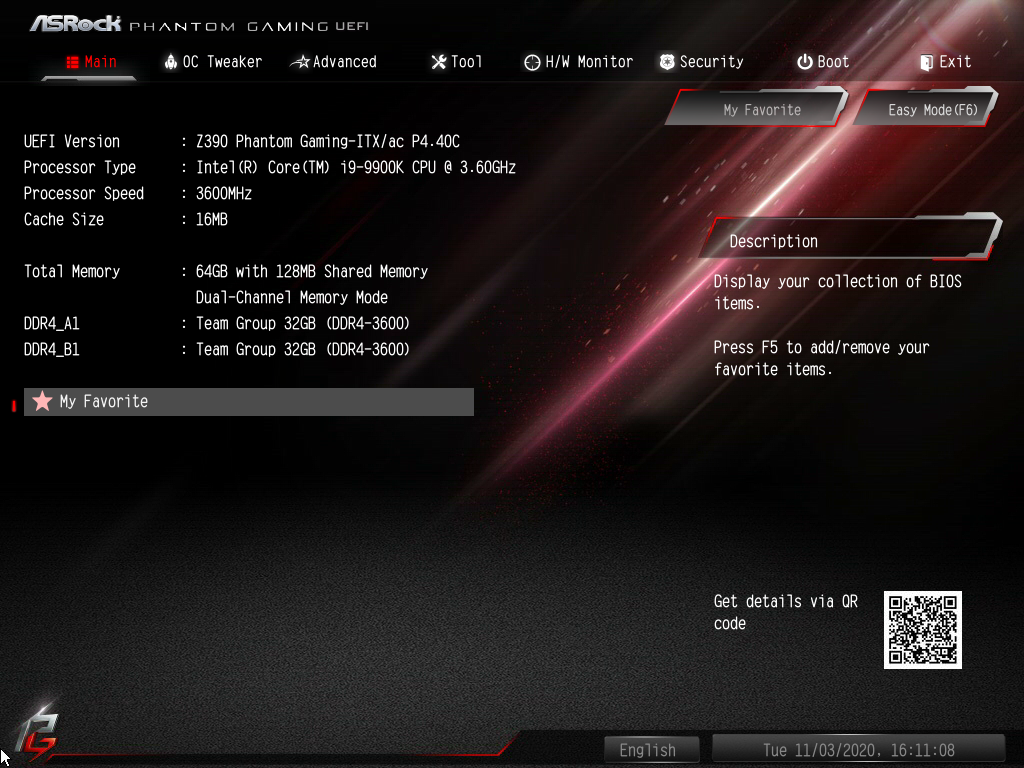 ASRock PHANTOM GAMING UEFI
Main OC Tweaker Advanced Tool H/W Monitor Security Boot Exit
My Favorite Easy Mode(F6)
UEFI Version : Z390 Phantom Gaming-ITX/ac P4.40C
Processor Type : Intel(R) Core(TM) i9-9900K CPU @ 3.60GHz
Processor Speed : 3600MHz
Cache Size : 16MB
Total Memory : 64GB with 128MB Shared Memory
Dual-Channel Memory Mode
DDR4_A1 : Team Group 32GB (DDR4-3600)
DDR4_B1 : Team Group 32GB (DDR4-3600)
My Favorite
Description
Display your collection of BIOS
items.
Press F5 to add/remove your
favorite items.
Get details via QR
code
English Tue 11/03/2020, 16:11:08